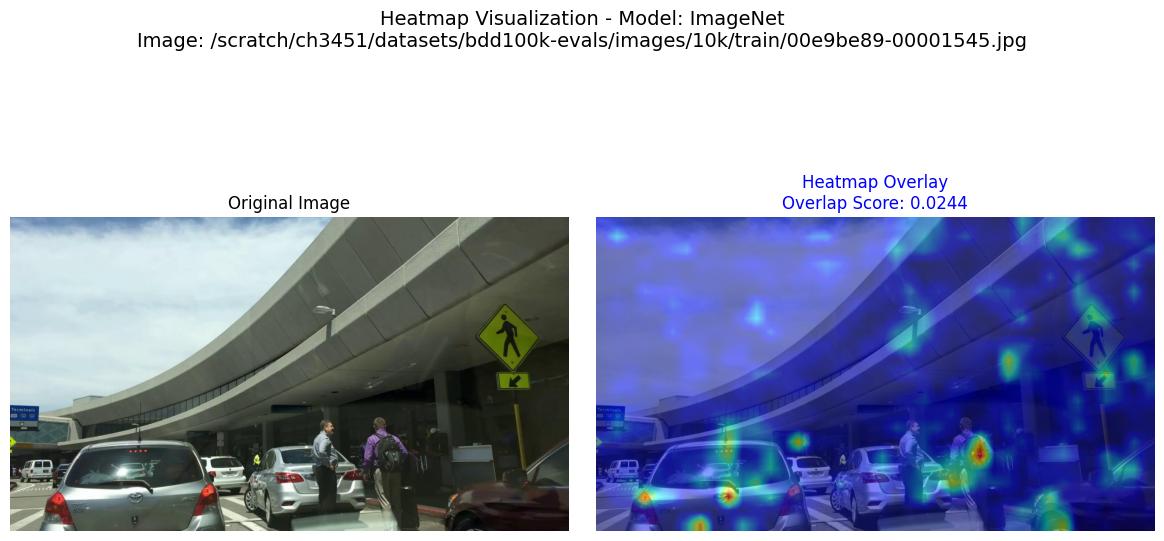 Heatmap Visualization - Model: ImageNet
Image: /scratch/ch3451/datasets/bdd100k-evals/images/10k/train/00e9be89-00001545.jpg
Original Image
Heatmap Overlay
Overlap Score: 0.0244
Terminals